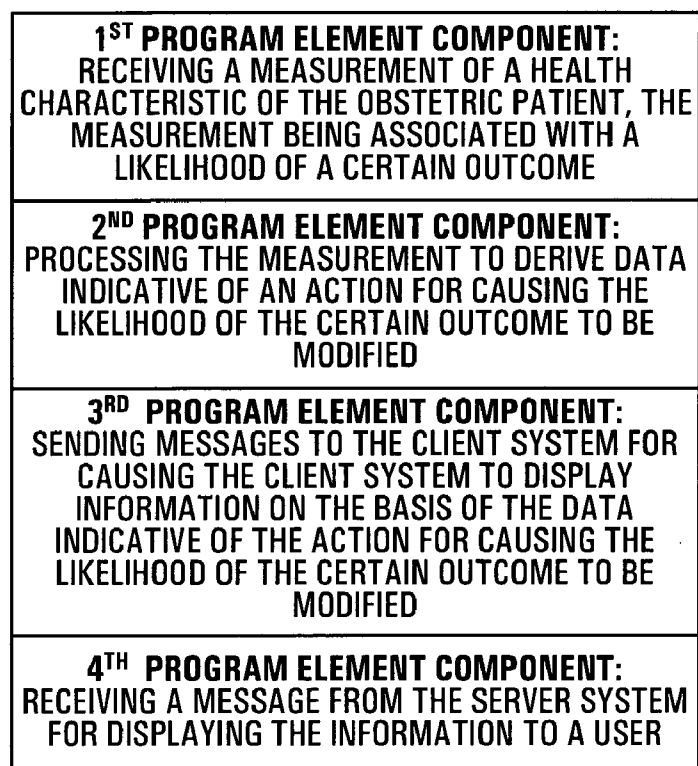 1ST PROGRAM ELEMENT COMPONENT:
RECEIVING A MEASUREMENT OF A HEALTH
CHARACTERISTIC OF THE OBSTETRIC PATIENT, THE
MEASUREMENT BEING ASSOCIATED WITH A
LIKELIHOOD OF A CERTAIN OUTCOME
2ND PROGRAM ELEMENT COMPONENT:
PROCESSING THE MEASUREMENT TO DERIVE DATA
INDICATIVE OF AN ACTION FOR CAUSING THE
LIKELIHOOD OF THE CERTAIN OUTCOME TO BE
MODIFIED
3RD PROGRAM ELEMENT COMPONENT:
SENDING MESSAGES TO THE CLIENT SYSTEM FOR
CAUSING THE CLIENT SYSTEM TO DISPLAY
INFORMATION ON THE BASIS OF THE DATA
INDICATIVE OF THE ACTION FOR CAUSING THE
LIKELIHOOD OF THE CERTAIN OUTCOME TO BE
MODIFIED
4TH PROGRAM ELEMENT COMPONENT:
RECEIVING A MESSAGE FROM THE SERVER SYSTEM
FOR DISPLAYING THE INFORMATION TO A USER